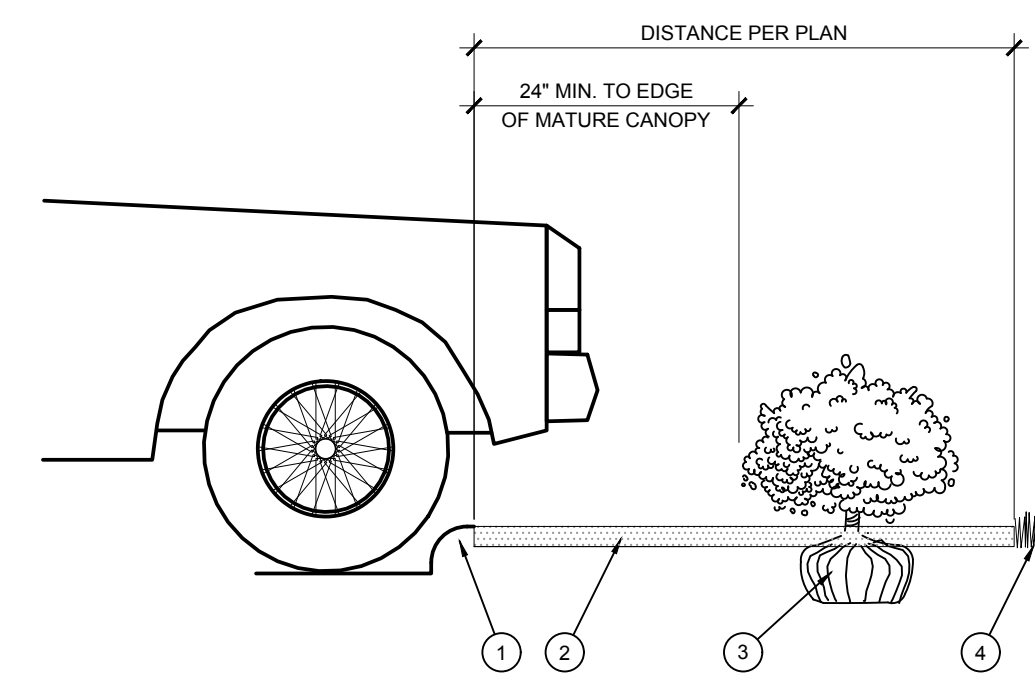 DISTANCE PER PLAN
24" MIN. TO EDGE
OF MATURE CANOPY
1 2 3 4